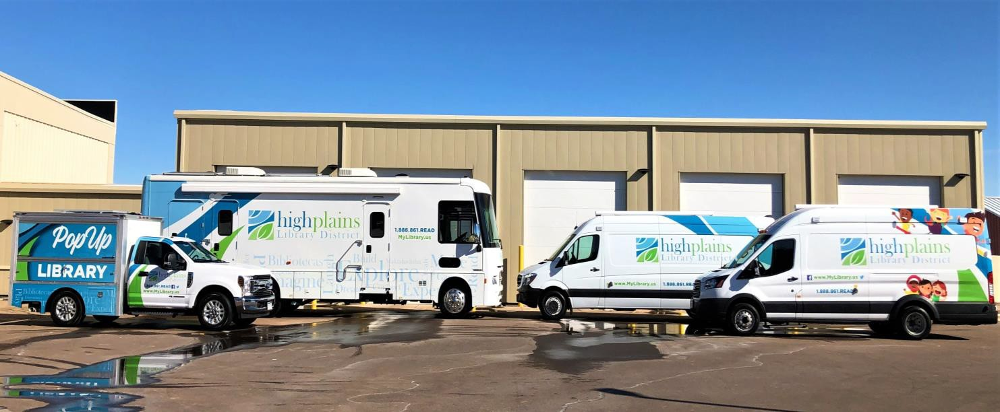 PopUp
LIBRARY
Bibliotecas
1.888.861.READ
www.MyLibrary.us
highplains
Library District
1.888.861.READ
MyLibrary.us
Bibliotecas
Build
Imagine
Explore
Dream
highplains
Library District
www.MyLibrary.us
1.888.861.READ
highplains
Library District
www.MyLibrary.us
1.888.861.READ